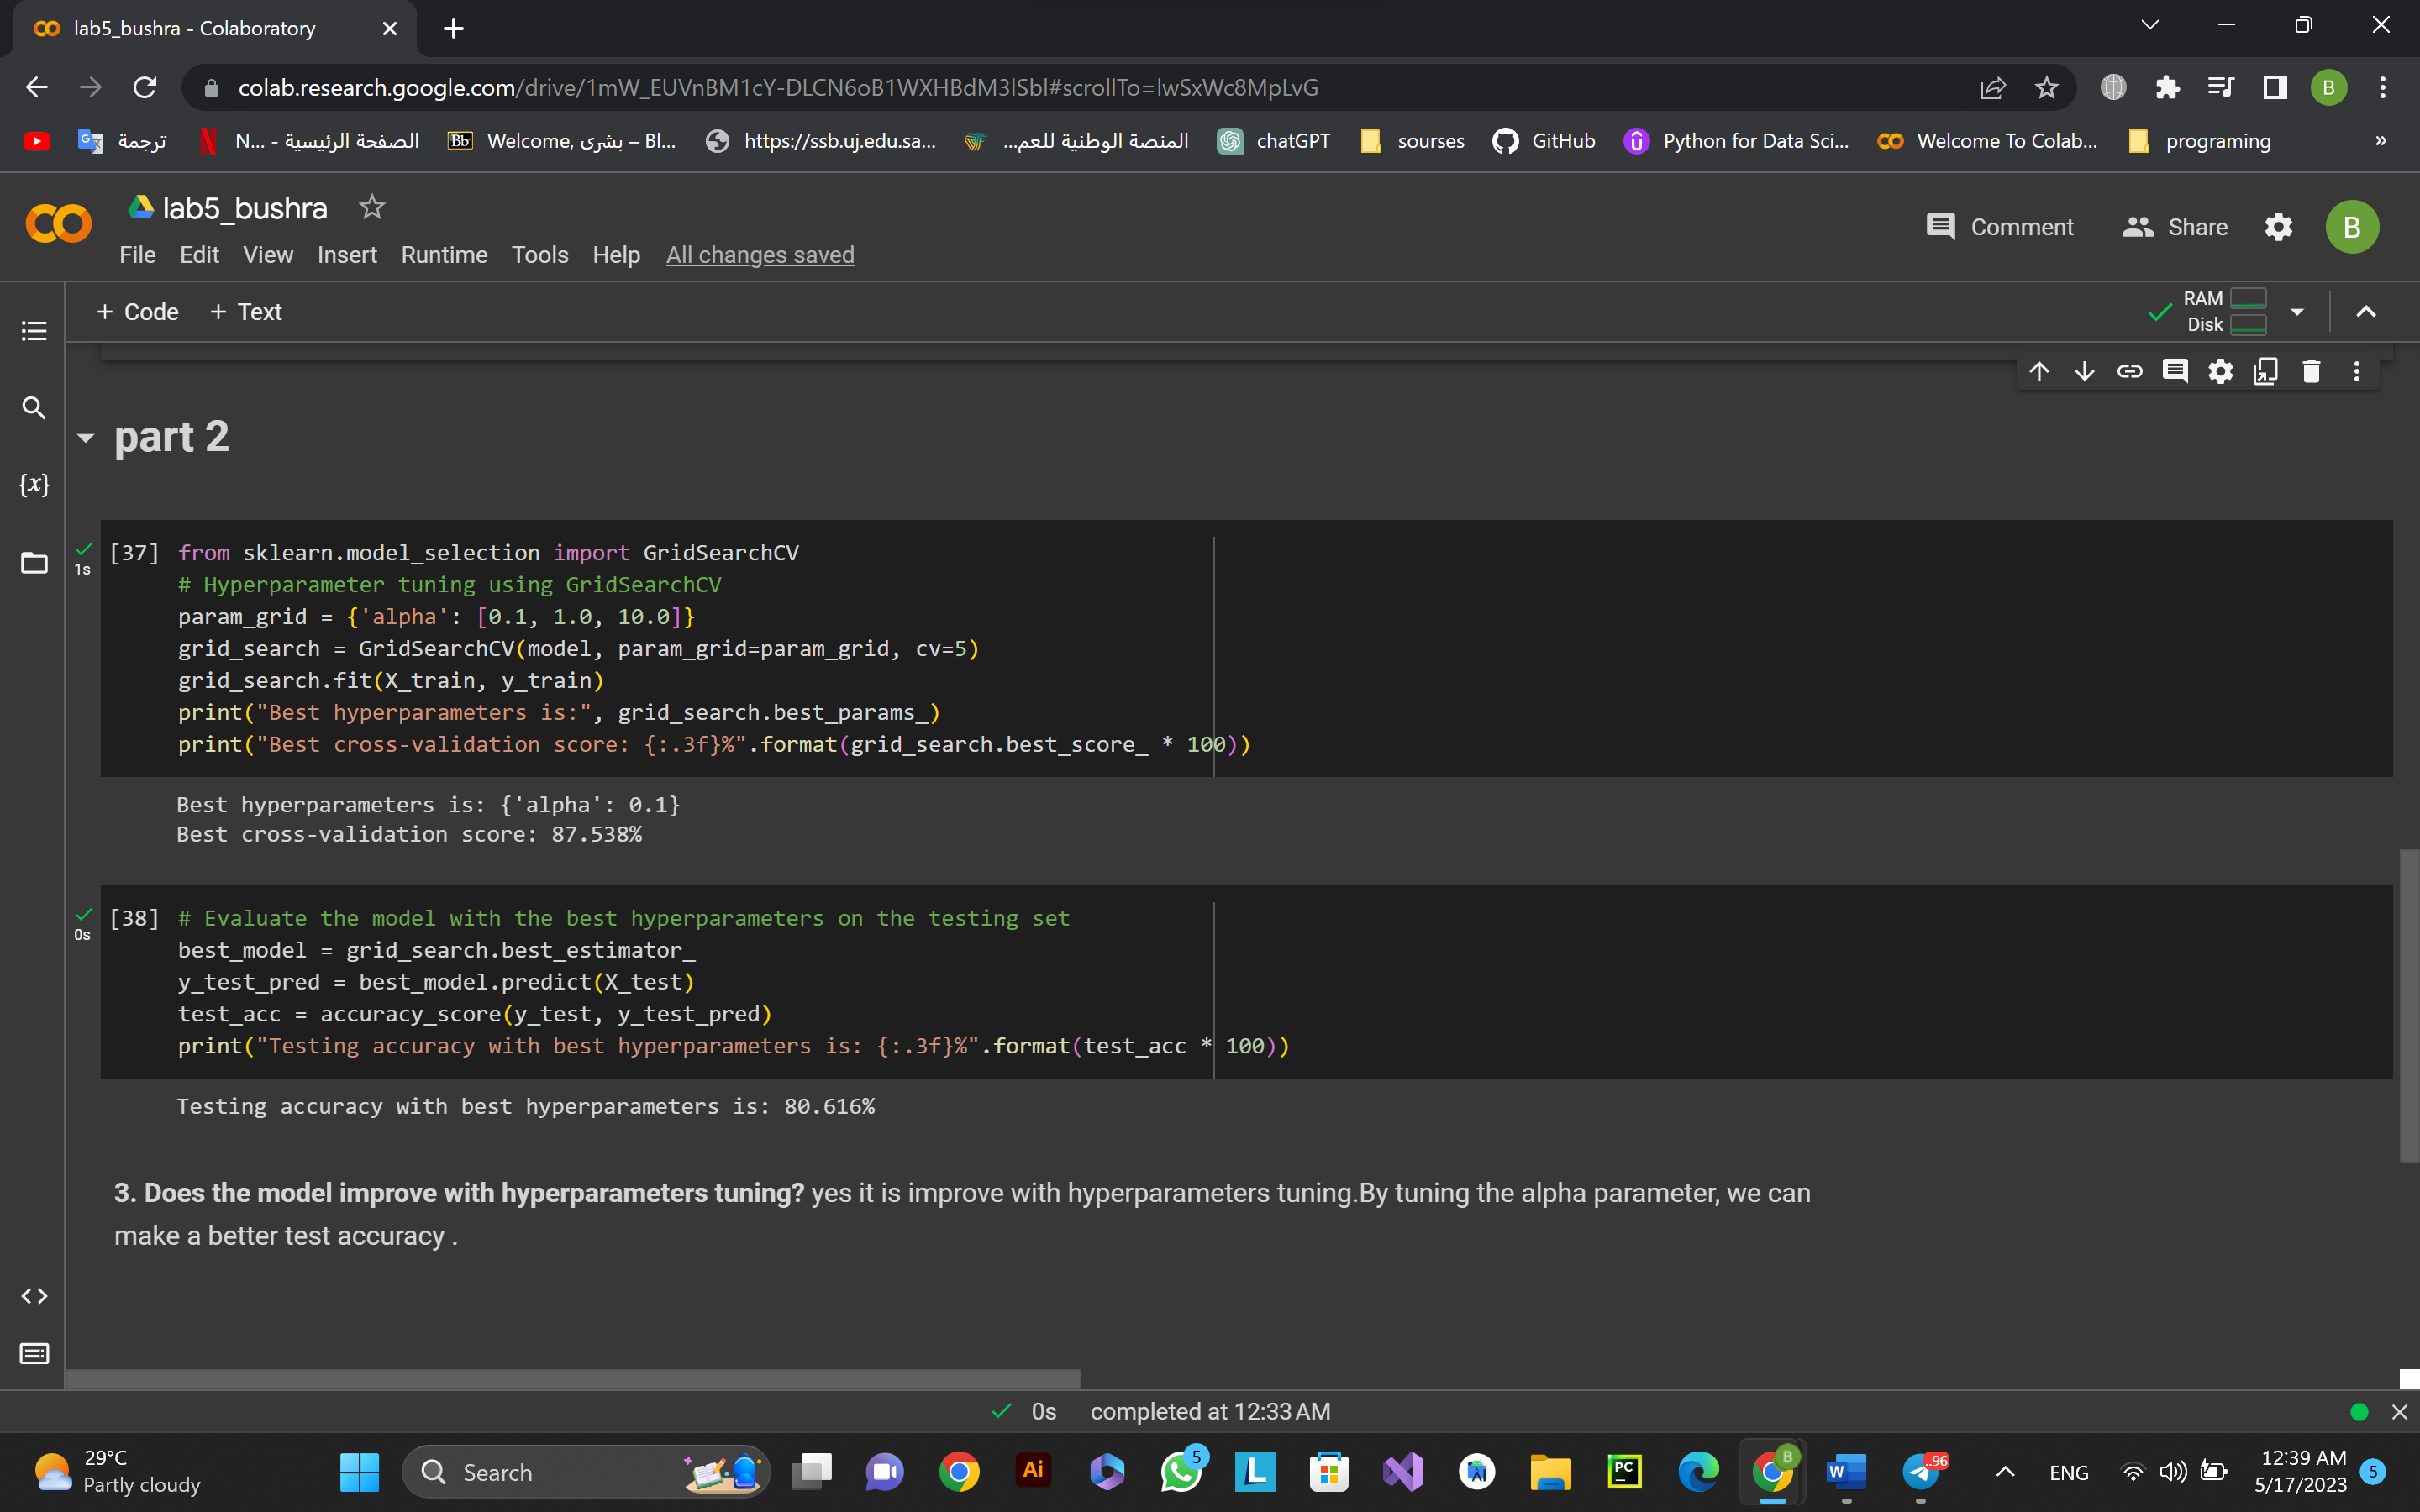 lab5_bushra - Colaboratory
colab.research.google.com/drive/1mW_EUVnBM1cY-DLCN6oB1WXHBdM3lSbl#scrollTo=lwSxWc8MpLvG
B
ترجمة
N... - الصفحة الرئيسية
Bb Welcome, بشرى – Bl...
https://ssb.uj.edu.sa...
المنصة الوطنية للعم...
chatGPT
sourses
GitHub
Python for Data Sci...
Welcome To Colab...
programing
»
lab5_bushra
File Edit View Insert Runtime Tools Help All changes saved
Comment Share B
+ Code + Text
RAM
Disk
part 2
{x}
1s
[37] from sklearn.model_selection import GridSearchCV
# Hyperparameter tuning using GridSearchCV
param_grid = {'alpha': [0.1, 1.0, 10.0]}
grid_search = GridSearchCV(model, param_grid=param_grid, cv=5)
grid_search.fit(X_train, y_train)
print("Best hyperparameters is:", grid_search.best_params_)
print("Best cross-validation score: {:.3f}%".format(grid_search.best_score_ * 100))
Best hyperparameters is: {'alpha': 0.1}
Best cross-validation score: 87.538%
0s
[38] # Evaluate the model with the best hyperparameters on the testing set
best_model = grid_search.best_estimator_
y_test_pred = best_model.predict(X_test)
test_acc = accuracy_score(y_test, y_test_pred)
print("Testing accuracy with best hyperparameters is: {:.3f}%".format(test_acc * 100))
Testing accuracy with best hyperparameters is: 80.616%
3. Does the model improve with hyperparameters tuning? yes it is improve with hyperparameters tuning.By tuning the alpha parameter, we can
make a better test accuracy .
0s completed at 12:33 AM
29°C
Partly cloudy
Search
Ai
5
L
PC
B
W
..96
ENG
12:39 AM
5/17/2023
5